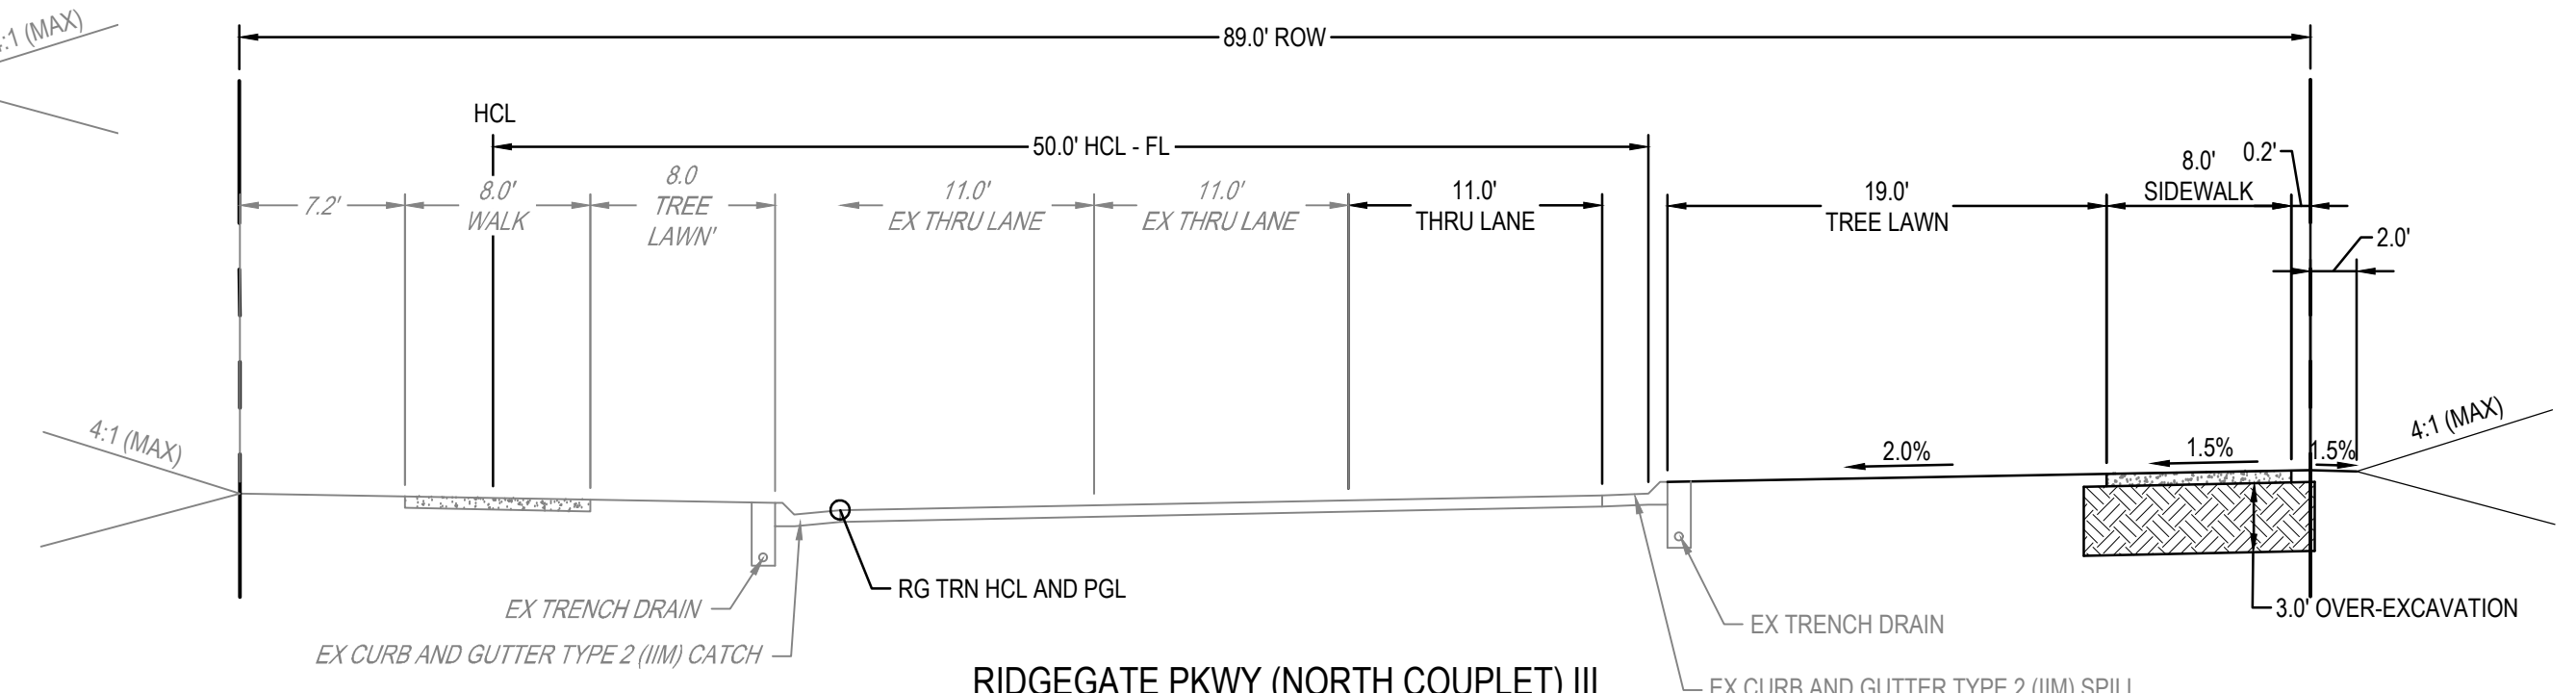 4:1 (MAX)
89.0' ROW
HCL
50.0' HCL - FL
7.2'
8.0'
WALK
8.0
TREE
LAWN'
11.0'
EX THRU LANE
11.0'
EX THRU LANE
11.0'
THRU LANE
19.0'
TREE LAWN
8.0'
SIDEWALK
0.2'
2.0'
4:1 (MAX)
2.0%
1.5%
1.5%
4:1 (MAX)
EX TRENCH DRAIN
EX CURB AND GUTTER TYPE 2 (IIM) CATCH
RG TRN HCL AND PGL
EX TRENCH DRAIN
3.0' OVER-EXCAVATION
RIDGEGATE PKWY (NORTH COUPLET) III
EX CURB AND GUTTER TYPE 2 (IIM) SPILL